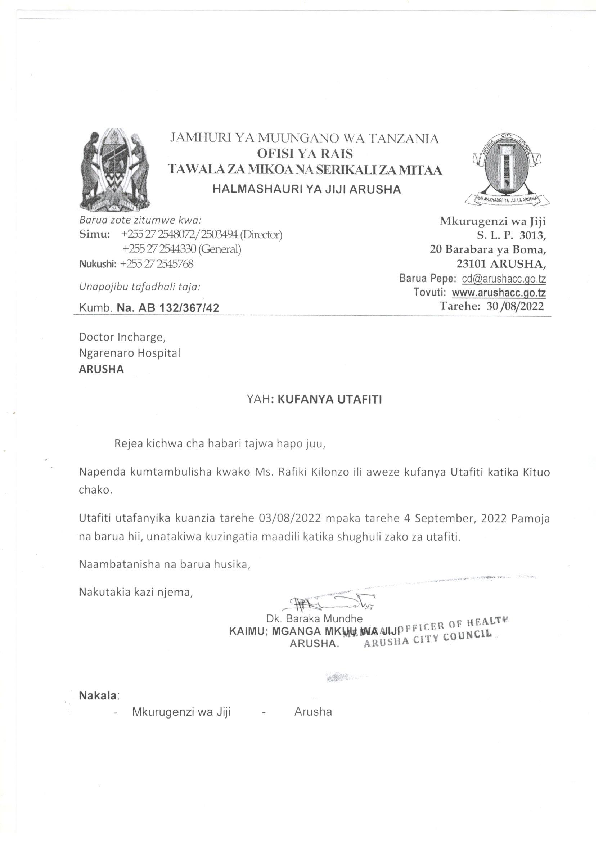 JAMHURI YA MUUNGANO WA TANZANIA
OFISI YA RAIS
TAWALA ZA MIKOA NA SERIKALI ZA MITAA
HALMASHAURI YA JIJI ARUSHA
Barua zote zitumwe kwa:
Simu: +255 27 2548072/ 2503494 (Director)
+255 27 2544330 (General)
Nukushi: +255 27 2545768
Unapojibu tafadhali taja:
Kumb. Na. AB 132/367/42
Mkurugenzi wa Jiji
S. L. P. 3013,
20 Barabara ya Boma,
23101 ARUSHA,
Barua Pepe: cd@arushacc.go.tz
Tovuti: www.arushacc.go.tz
Tarehe: 30/08/2022
Doctor Incharge,
Ngarenaro Hospital
ARUSHA
YAH: KUFANYA UTAFITI
Rejea kichwa cha habari tajwa hapo juu,
Napenda kumtambulisha kwako Ms. Rafiki Kilonzo ili aweze kufanya Utafiti katika Kituo
chako.
Utafiti utafanyika kuanzia tarehe 03/08/2022 mpaka tarehe 4 September, 2022 Pamoja
na barua hii, unatakiwa kuzingatia maadili katika shughuli zako za utafiti.
Naambatanisha na barua husika,
Nakutakia kazi njema,
Dk. Baraka Mundhe
KAIMU; MGANGA MKUU WA JIJI
ARUSHA.
OFFICER OF HEALTH
ARUSHA CITY COUNCIL
Nakala:
- Mkurugenzi wa Jiji - Arusha